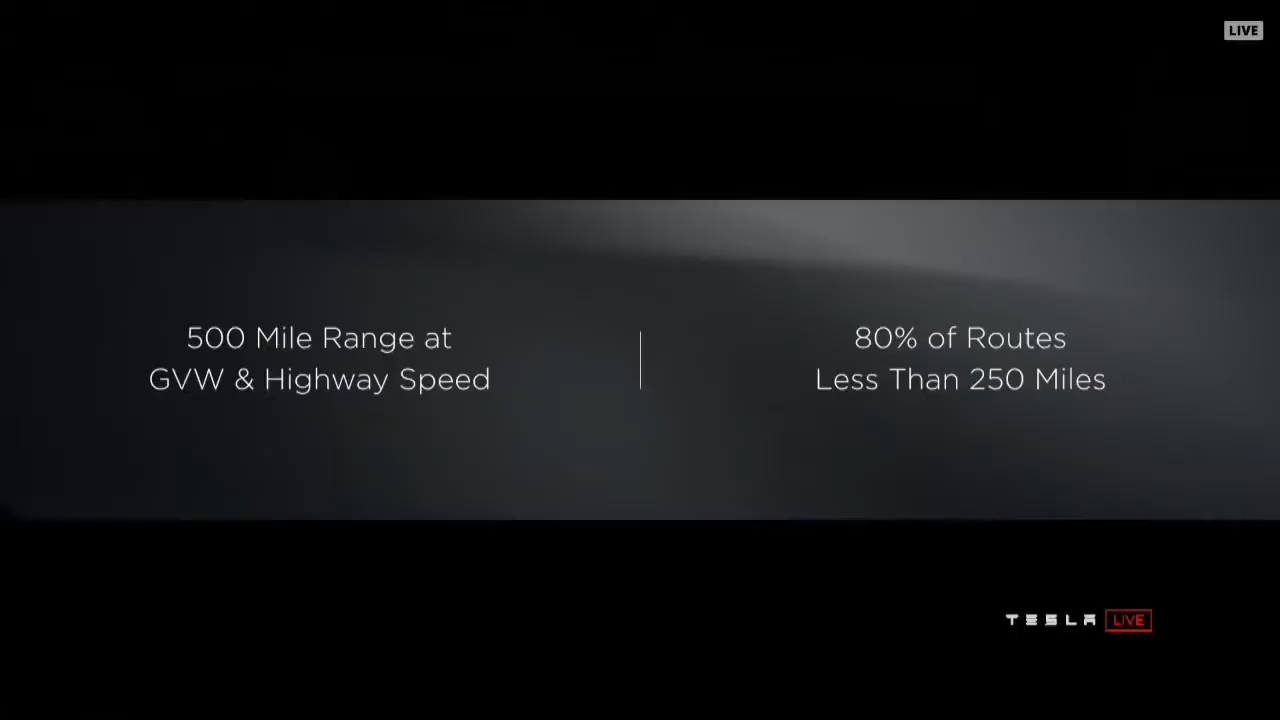 LIVE
500 Mile Range at
GVW & Highway Speed
80% of Routes
Less Than 250 Miles
TESLA LIVE